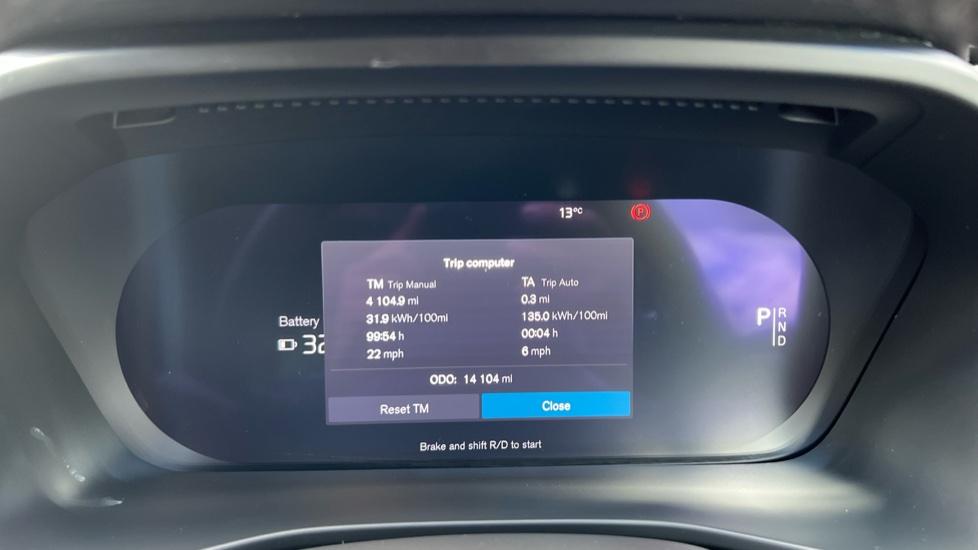 13°C
P
Trip computer
TM Trip Manual
4 104.9 mi
31.9 kWh/100mi
99:54 h
22 mph
TA Trip Auto
0.3 mi
135.0 kWh/100mi
00:04 h
6 mph
ODO: 14 104 mi
Reset TM
Close
Battery
32
P
R
N
D
Brake and shift R/D to start